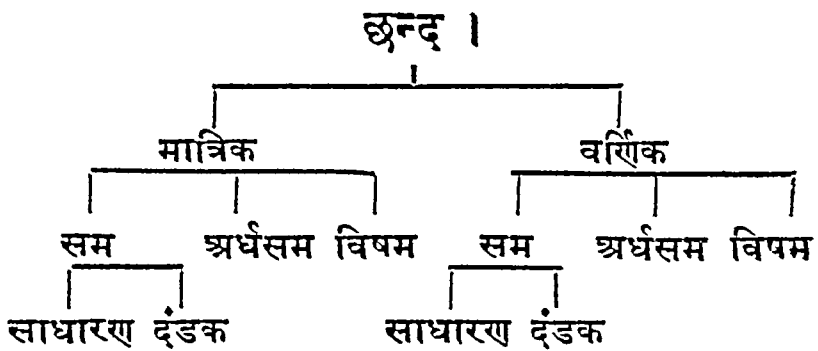 छन्द ।
मात्रिक वर्णिक
सम अर्धसम विषम सम अर्धसम विषम
साधारण दंडक साधारण दंडक